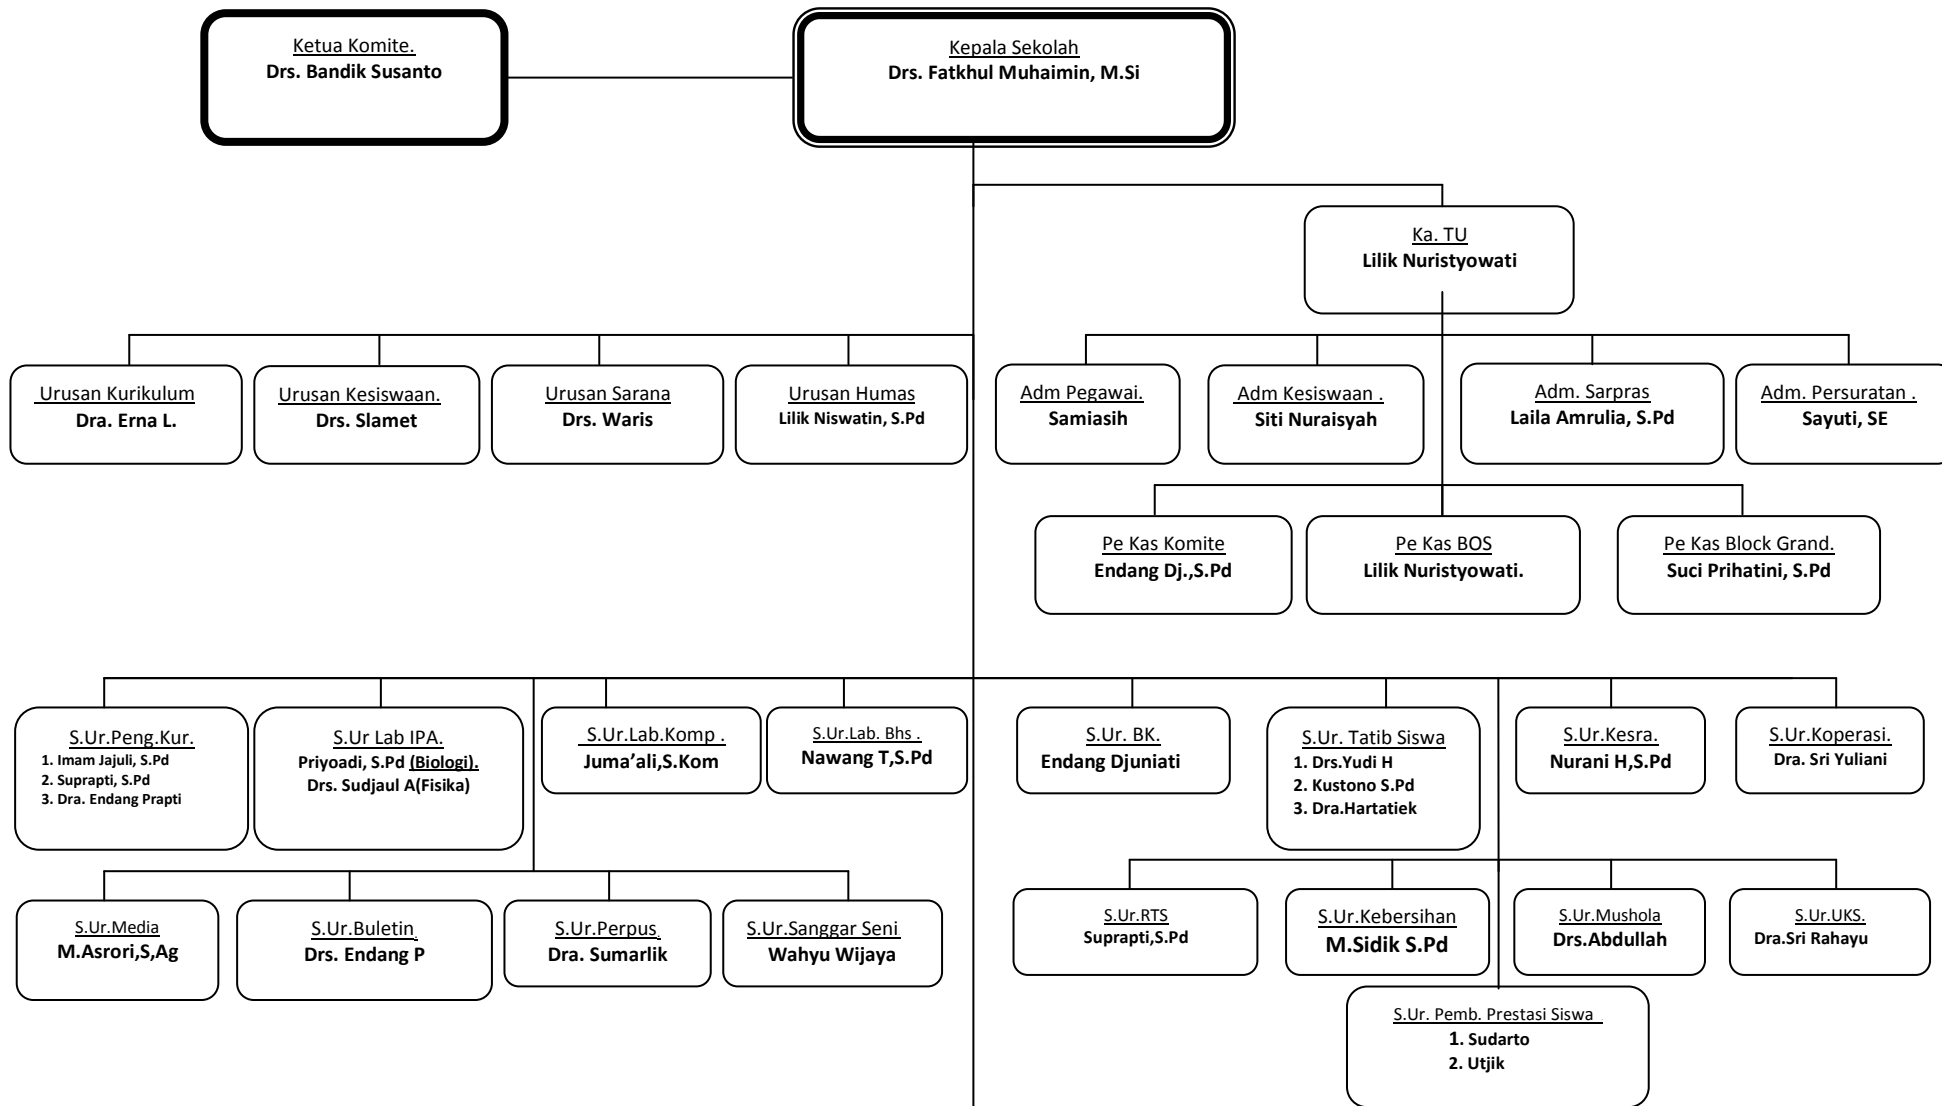 Ketua Komite.
Drs. Bandik Susanto
Kepala Sekolah
Drs. Fatkhul Muhaimin, M.Si
Ka. TU
Lilik Nuristyowati
Urusan Kurikulum
Dra. Erna L.
Urusan Kesiswaan.
Drs. Slamet
Urusan Sarana
Drs. Waris
Urusan Humas
Lilik Niswatin, S.Pd
Adm Pegawai.
Samiasih
Adm Kesiswaan .
Siti Nuraisyah
Adm. Sarpras
Laila Amrulia, S.Pd
Adm. Persuratan .
Sayuti, SE
Pe Kas Komite
Endang Dj.,S.Pd
Pe Kas BOS
Lilik Nuristyowati.
Pe Kas Block Grand.
Suci Prihatini, S.Pd
S.Ur.Peng.Kur.
1. Imam Jajuli, S.Pd
2. Suprapti, S.Pd
3. Dra. Endang Prapti
S.Ur Lab IPA.
Priyoadi, S.Pd (Biologi).
Drs. Sudjaul A(Fisika)
S.Ur.Lab.Komp .
Juma’ali,S.Kom
S.Ur.Lab. Bhs .
Nawang T,S.Pd
S.Ur. BK.
Endang Djuniati
S.Ur. Tatib Siswa
1. Drs.Yudi H
2. Kustono S.Pd
3. Dra.Hartatiek
S.Ur.Kesra.
Nurani H,S.Pd
S.Ur.Koperasi.
Dra. Sri Yuliani
S.Ur.Media
M.Asrori,S,Ag
S.Ur.Buletin.
Drs. Endang P
S.Ur.Perpus.
Dra. Sumarlik
S.Ur.Sanggar Seni
Wahyu Wijaya
S.Ur.RTS
Suprapti,S.Pd
S.Ur.Kebersihan
M.Sidik S.Pd
S.Ur.Mushola
Drs.Abdullah
S.Ur.UKS.
Dra.Sri Rahayu
S.Ur. Pemb. Prestasi Siswa
1. Sudarto
2. Utjik